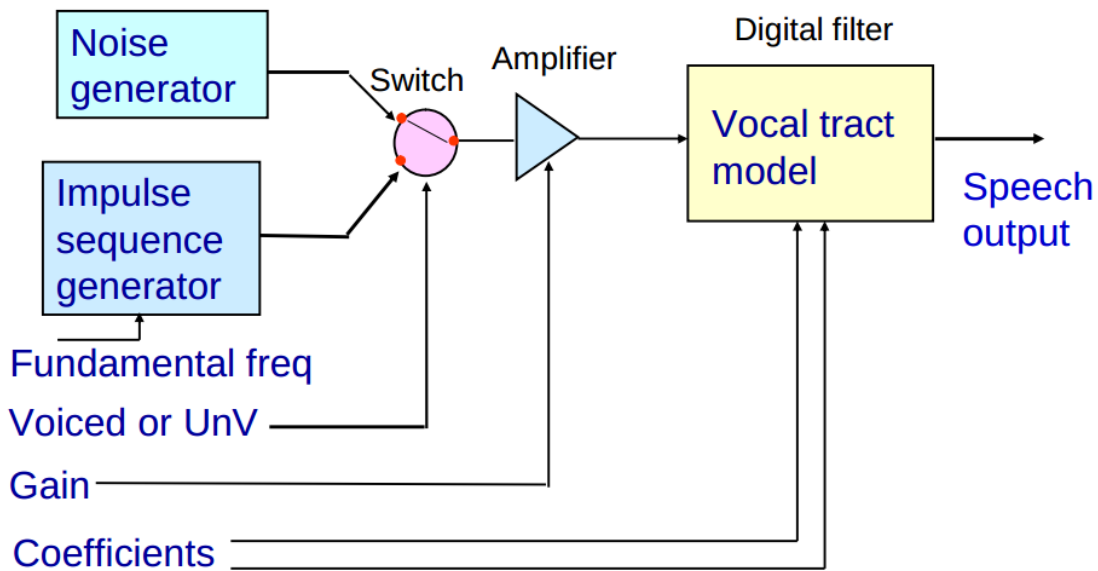 Noise
generator
Switch
Amplifier
Digital filter
Vocal tract
model
Speech
output
Impulse
sequence
generator
Fundamental freq
Voiced or UnV
Gain
Coefficients